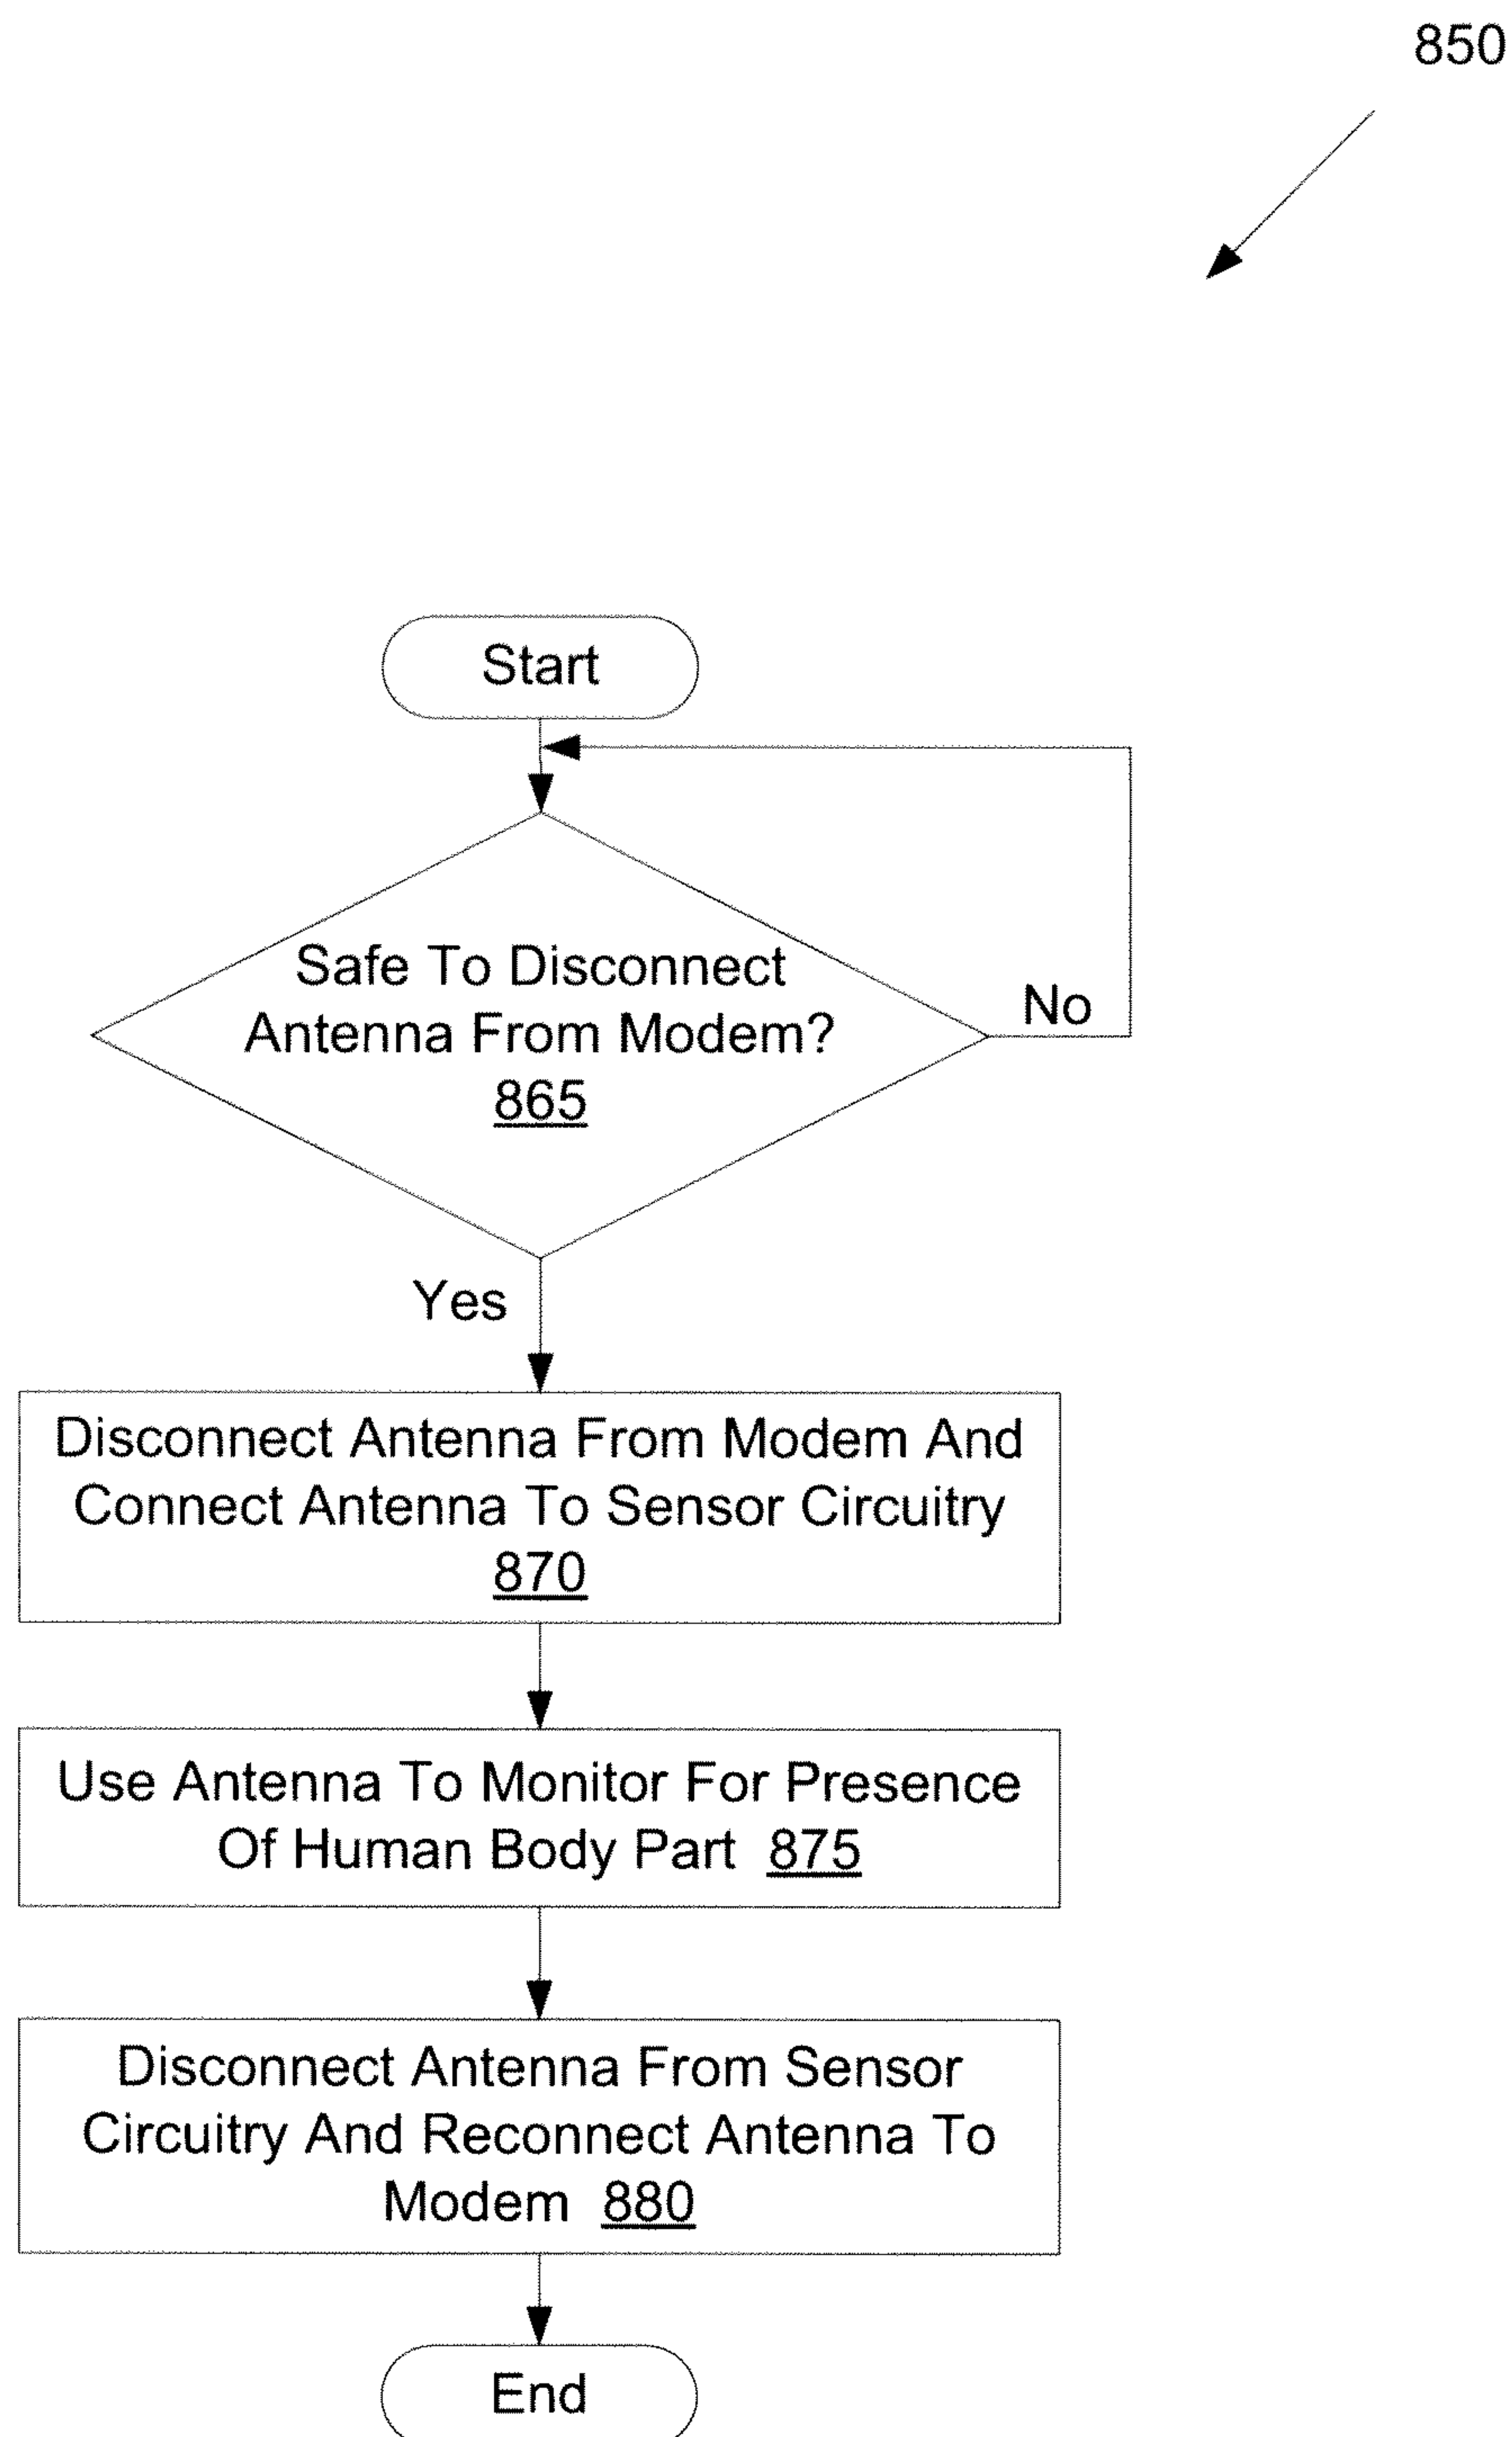 850
Start
Safe To Disconnect
Antenna From Modem?
865
No
Yes
Disconnect Antenna From Modem And
Connect Antenna To Sensor Circuitry
870
Use Antenna To Monitor For Presence
Of Human Body Part 875
Disconnect Antenna From Sensor
Circuitry And Reconnect Antenna To
Modem 880
End